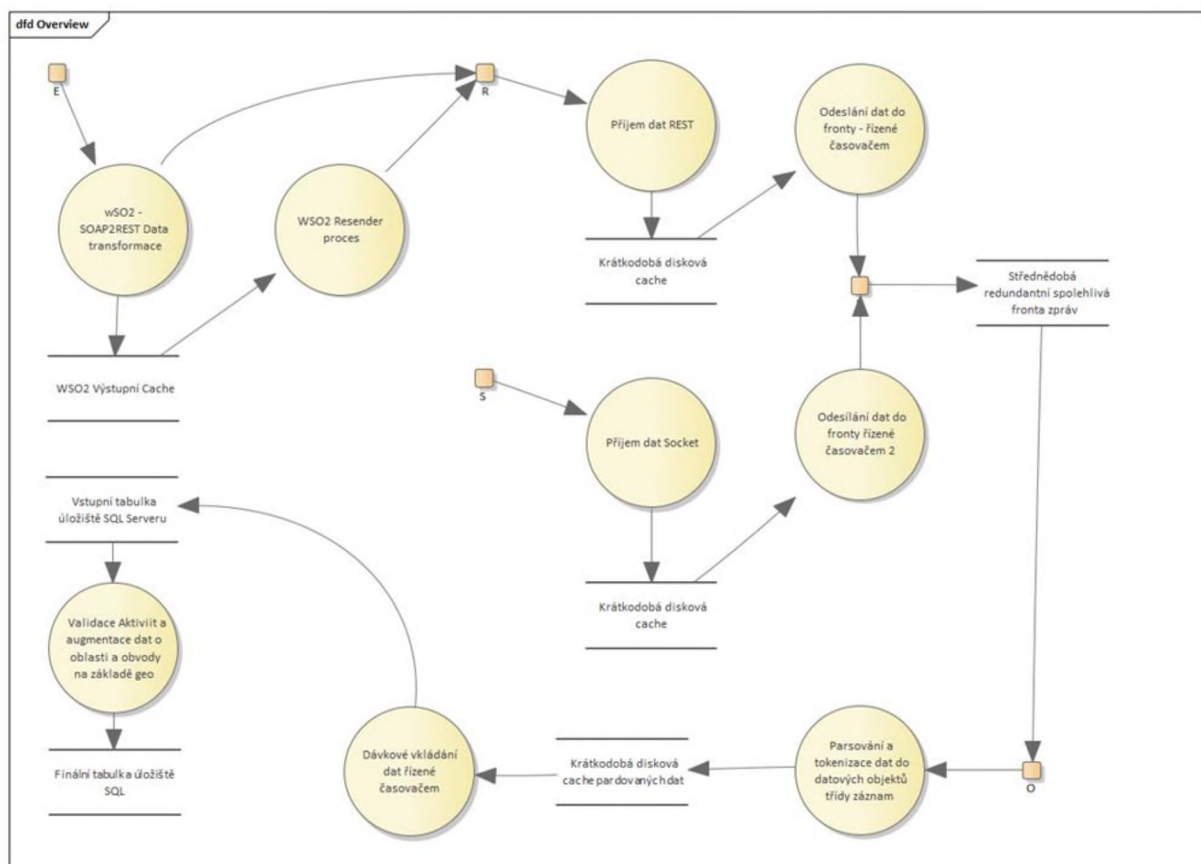 dfd Overview
E
R
Příjem dat REST
Odeslání dat do
fronty - řízené
časovačem
wSO2 -
SOAP2REST Data
transformace
WSO2 Resender
proces
Krátkodobá disková
cache
Střednědobá
redundantní spolehlivá
fronta zpráv
WSO2 Výstupní Cache
S
Příjem dat Socket
Odesílání dat do
fronty řízené
časovačem 2
Vstupní tabulka
úložiště SQL Serveru
Krátkodobá disková
cache
Validace Aktiviit a
augmentace dat o
oblasti a obvody
na základě geo
Finální tabulka úložiště
SQL
Dávkové vkládání
dat řízené
časovačem
Krátkodobá disková
cache pardovaných dat
Parsování a
tokenizace dat do
datových objektů
třídy záznam
O